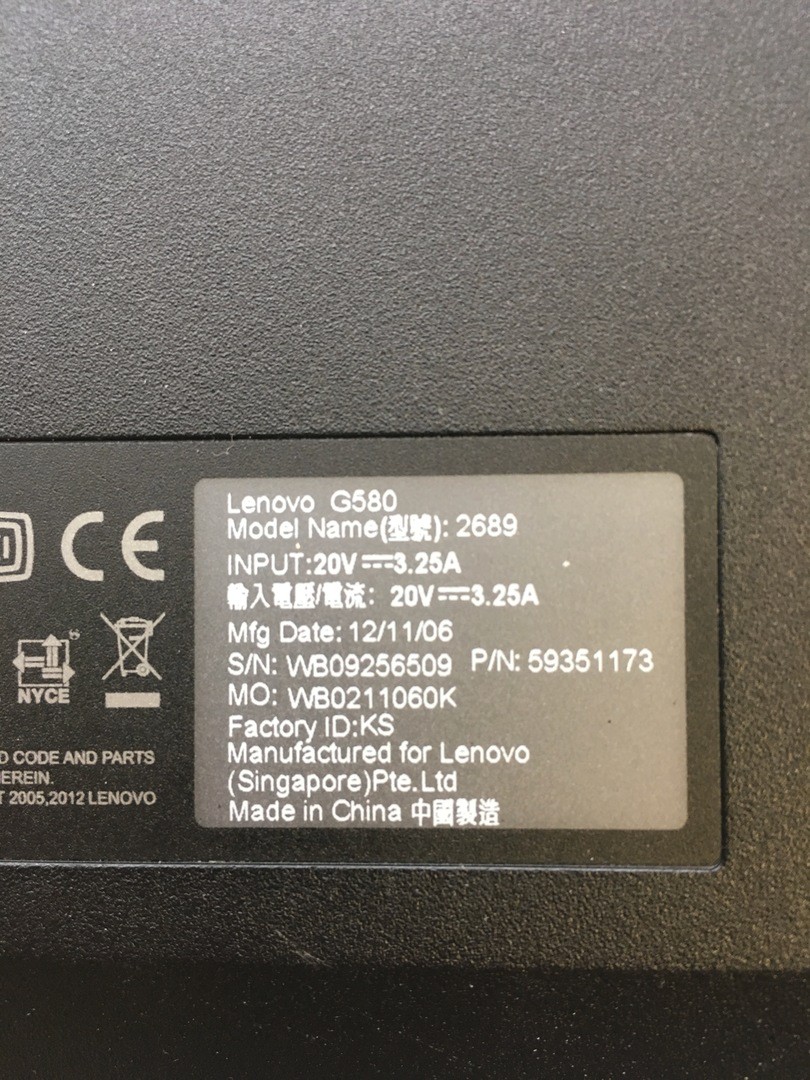 Lenovo G580
Model Name(型號): 2689
INPUT:20V⎓3.25A
輸入電壓/電流: 20V⎓3.25A
Mfg Date: 12/11/06
S/N: WB09256509 P/N: 59351173
MO: WB0211060K
Factory ID:KS
Manufactured for Lenovo
(Singapore)Pte.Ltd
Made in China 中國製造
CE
NYCE
D CODE AND PARTS
EREIN.
T 2005,2012 LENOVO